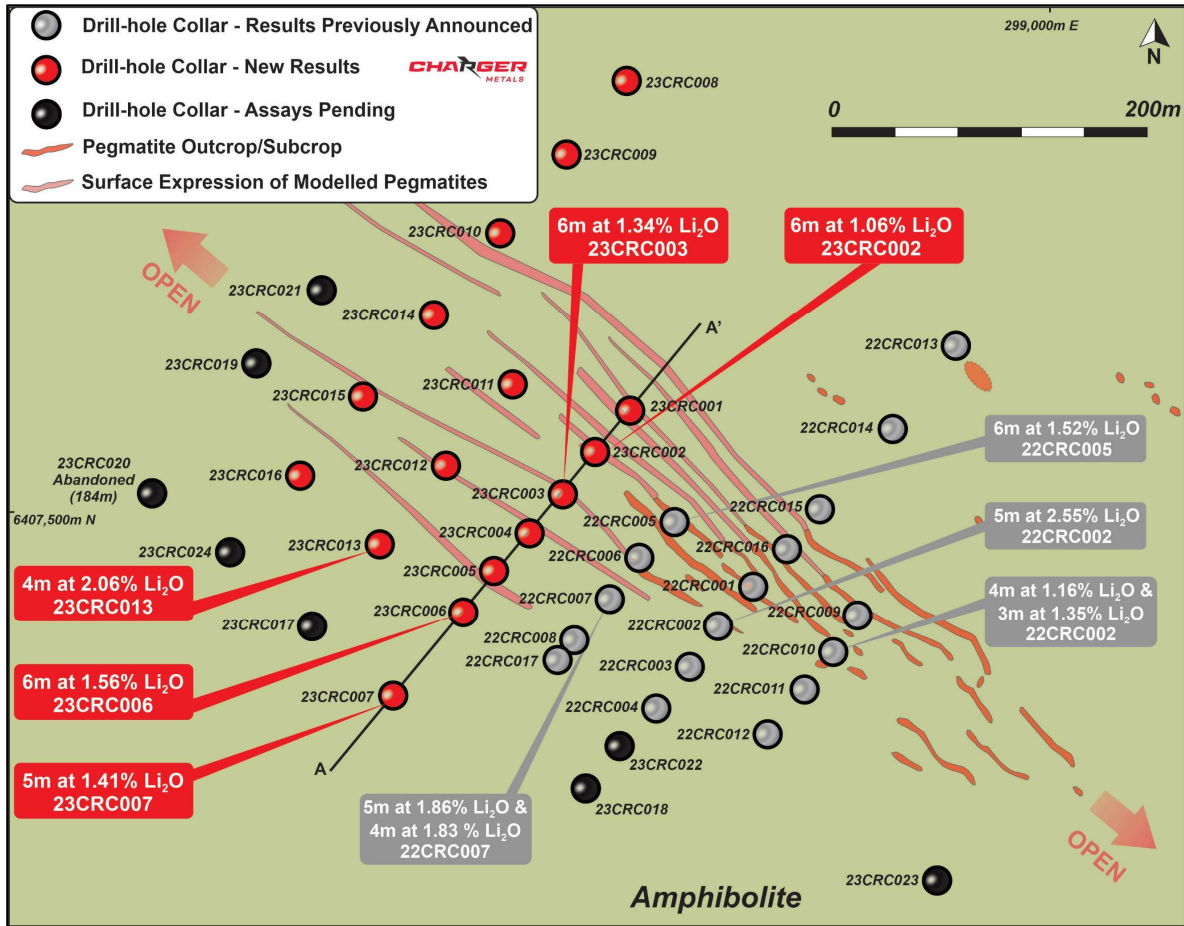 Drill-hole Collar - Results Previously Announced
Drill-hole Collar - New Results
CHARGER
METALS
Drill-hole Collar - Assays Pending
Pegmatite Outcrop/Subcrop
Surface Expression of Modelled Pegmatites
299,000m E
N
0 200m
23CRC008
23CRC009
23CRC010
6m at 1.34% Li₂O
23CRC003
6m at 1.06% Li₂O
23CRC002
OPEN
23CRC021
23CRC014
A'
22CRC013
23CRC019
23CRC011
23CRC015
23CRC001
22CRC014
6m at 1.52% Li₂O
22CRC005
23CRC002
23CRC020
Abandoned
(184m)
23CRC016
23CRC012
23CRC003
6407,500m N
22CRC015
22CRC005
5m at 2.55% Li₂O
22CRC002
23CRC004
23CRC013
23CRC024
22CRC006
22CRC016
23CRC005
4m at 2.06% Li₂O
23CRC013
22CRC001
22CRC007
23CRC006
4m at 1.16% Li₂O &
3m at 1.35% Li₂O
22CRC002
22CRC009
23CRC017
22CRC002
22CRC008
22CRC017
22CRC010
22CRC003
6m at 1.56% Li₂O
23CRC006
23CRC007
22CRC011
22CRC004
22CRC012
A
23CRC022
5m at 1.41% Li₂O
23CRC007
23CRC018
5m at 1.86% Li₂O &
4m at 1.83 % Li₂O
22CRC007
OPEN
23CRC023
Amphibolite